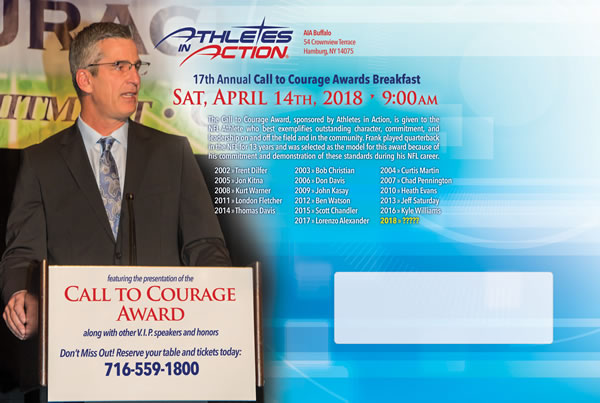 URAGE
MITMENT
ATHLETES
IN ACTION®
AIA Buffalo
54 Crownview Terrace
Hamburg, NY 14075
17th Annual Call to Courage Awards Breakfast
SAT, APRIL 14TH, 2018 · 9:00AM
The Call to Courage Award, sponsored by Athletes in Action, is given to the
NFL Athlete who best exemplifies outstanding character, commitment, and
leadership on and off the field and in the community. Frank played quarterback
in the NFL for 13 years and was selected as the model for this award because of
his commitment and demonstration of these standards during his NFL career.
2002 » Trent Dilfer 2003 » Bob Christian 2004 » Curtis Martin
2005 » Jon Kitna 2006 » Don Davis 2007 » Chad Pennington
2008 » Kurt Warner 2009 » John Kasay 2010 » Heath Evans
2011 » London Fletcher 2012 » Ben Watson 2013 » Jeff Saturday
2014 » Thomas Davis 2015 » Scott Chandler 2016 » Kyle Williams
2017 » Lorenzo Alexander 2018 » ?????
featuring the presentation of the
CALL TO COURAGE
AWARD
along with other V.I.P. speakers and honors
Don't Miss Out! Reserve your table and tickets today:
716-559-1800